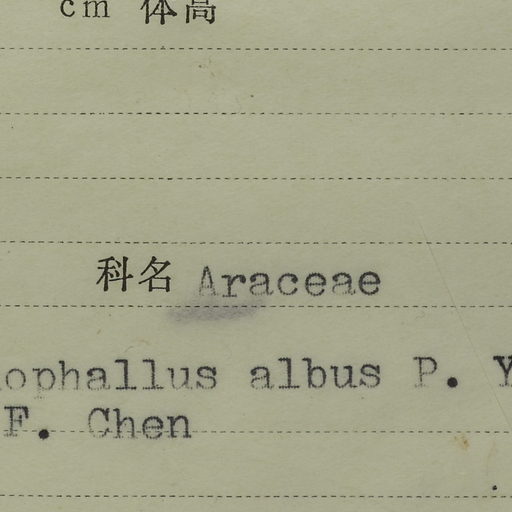 cm 体高
科名 Araceae
ophallus albus P. Y
F. Chen